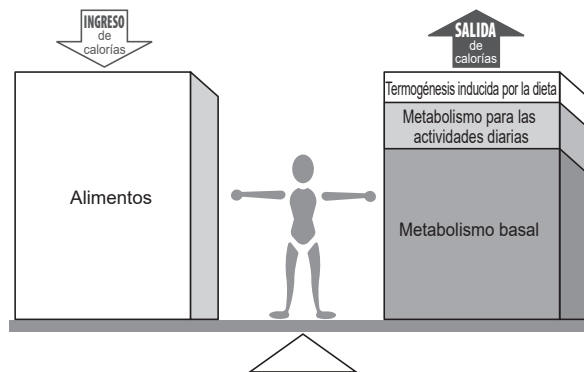 INGRESO
de
calorías
SALIDA
de
calorías
Alimentos
Termogénesis inducida por la dieta
Metabolismo para las
actividades diarias
Metabolismo basal